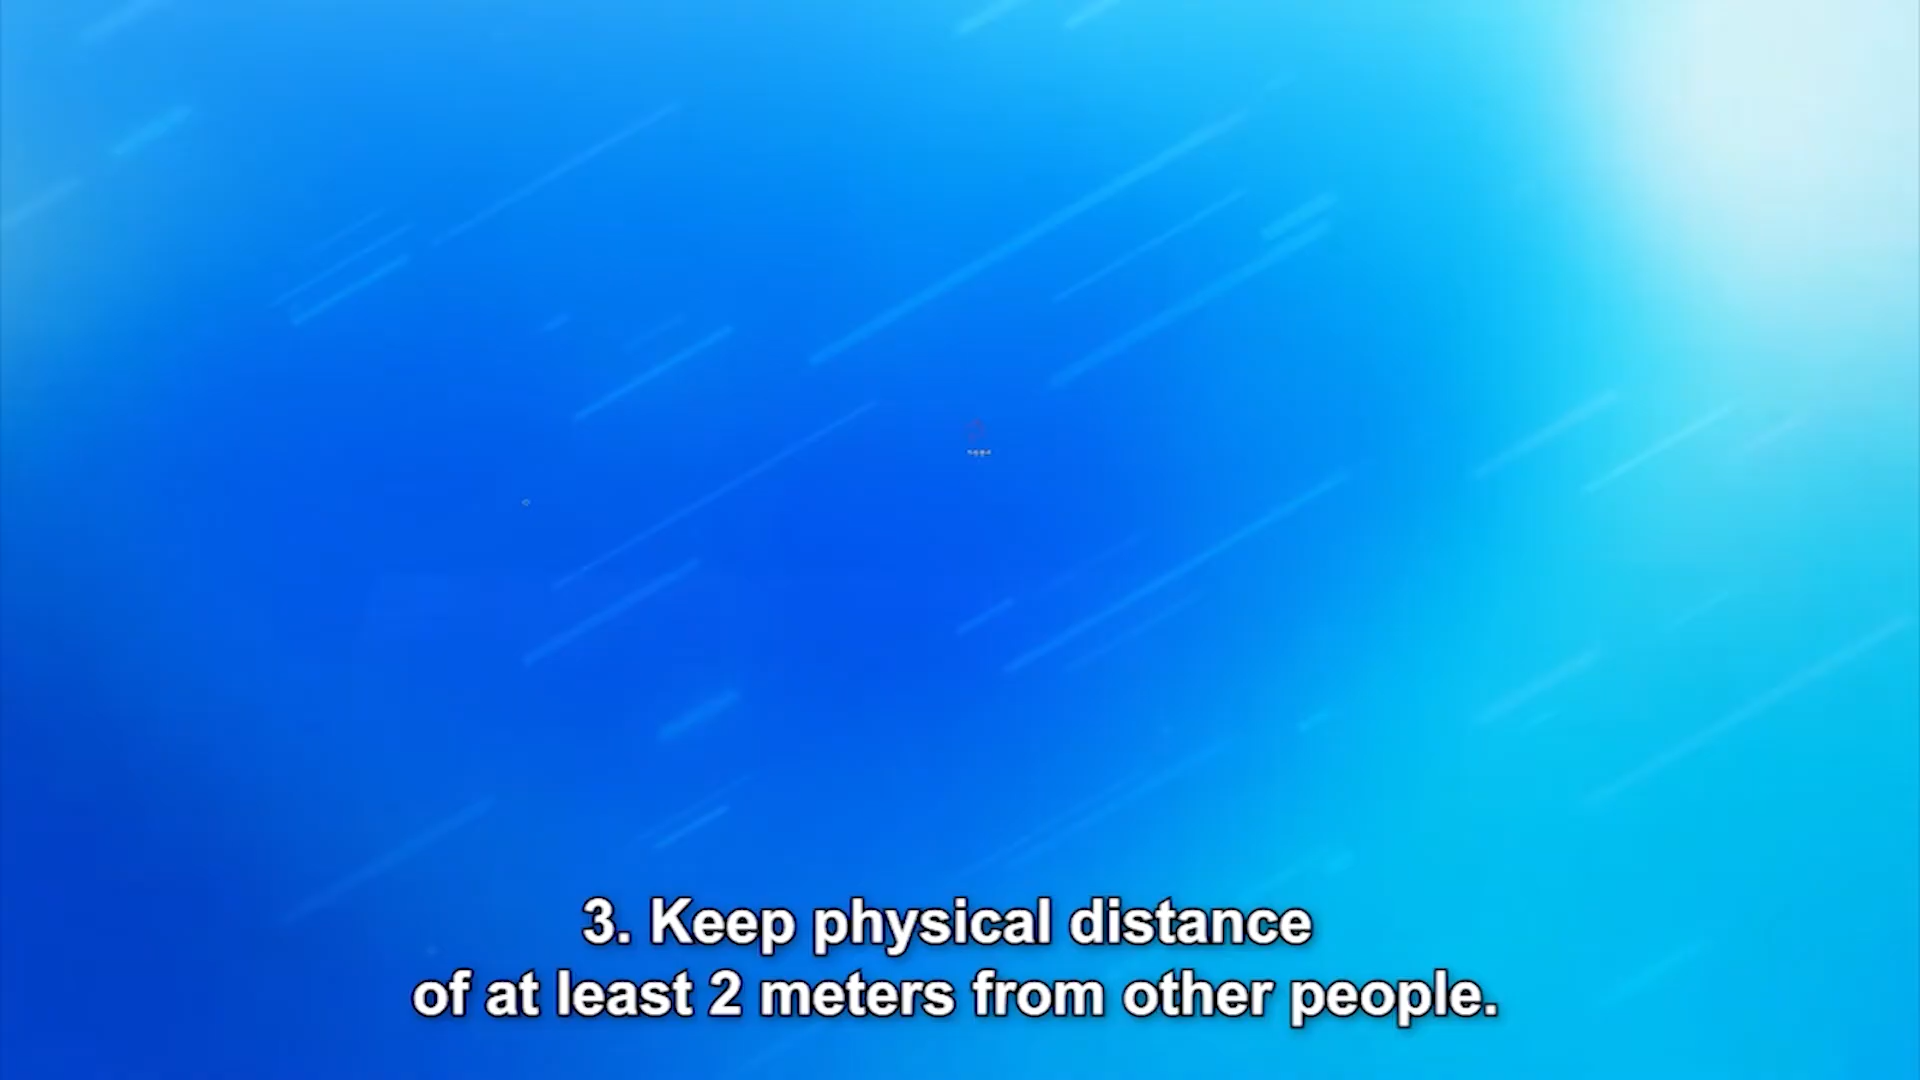 3. Keep physical distance
of at least 2 meters from other people.